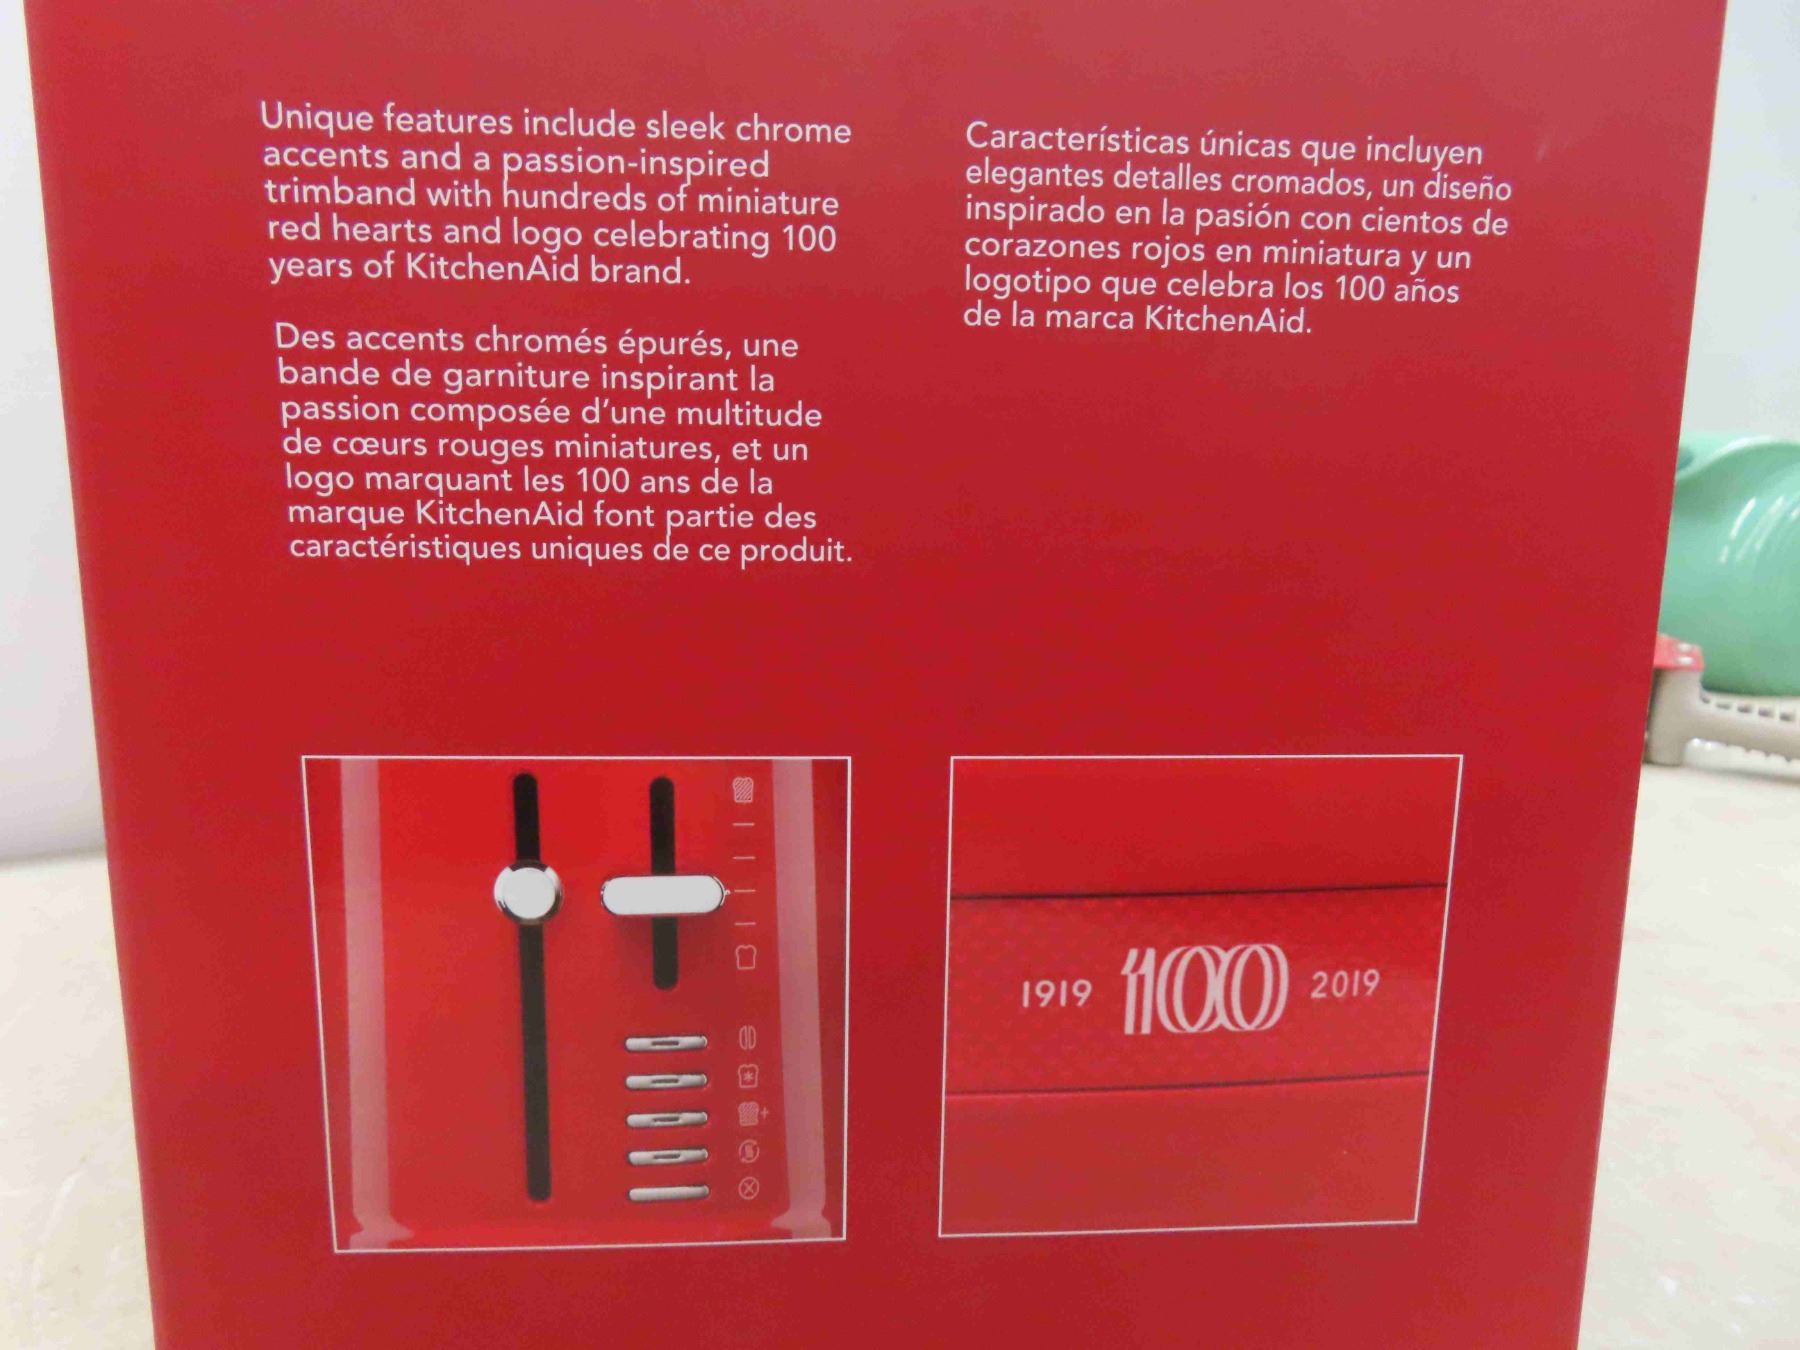 Unique features include sleek chrome
accents and a passion-inspired
trimband with hundreds of miniature
red hearts and logo celebrating 100
years of KitchenAid brand.
Des accents chromés épurés, une
bande de garniture inspirant la
passion composée d'une multitude
de cœurs rouges miniatures, et un
logo marquant les 100 ans de la
marque KitchenAid font partie des
caractéristiques uniques de ce produit.
Características únicas que incluyen
elegantes detalles cromados, un diseño
inspirado en la pasión con cientos de
corazones rojos en miniatura y un
logotipo que celebra los 100 años
de la marca KitchenAid.
1919 100 2019